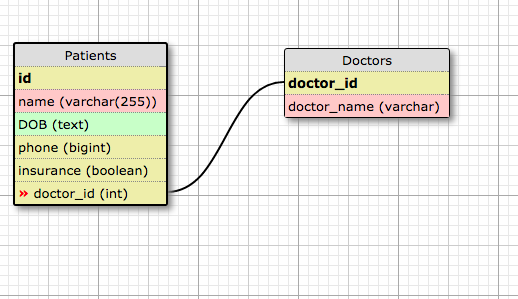 Patients
id
name (varchar(255))
DOB (text)
phone (bigint)
insurance (boolean)
» doctor_id (int)
Doctors
doctor_id
doctor_name (varchar)